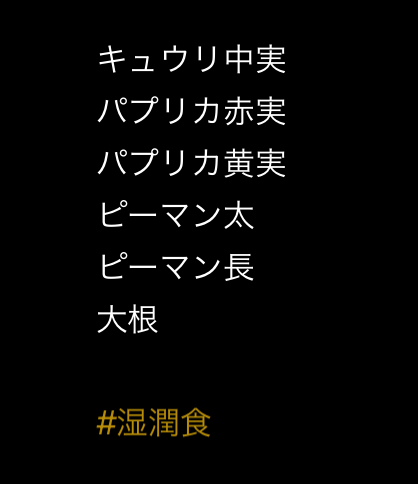 キュウリ中実
パプリカ赤実
パプリカ黄実
ピーマン太
ピーマン長
大根
#湿潤食